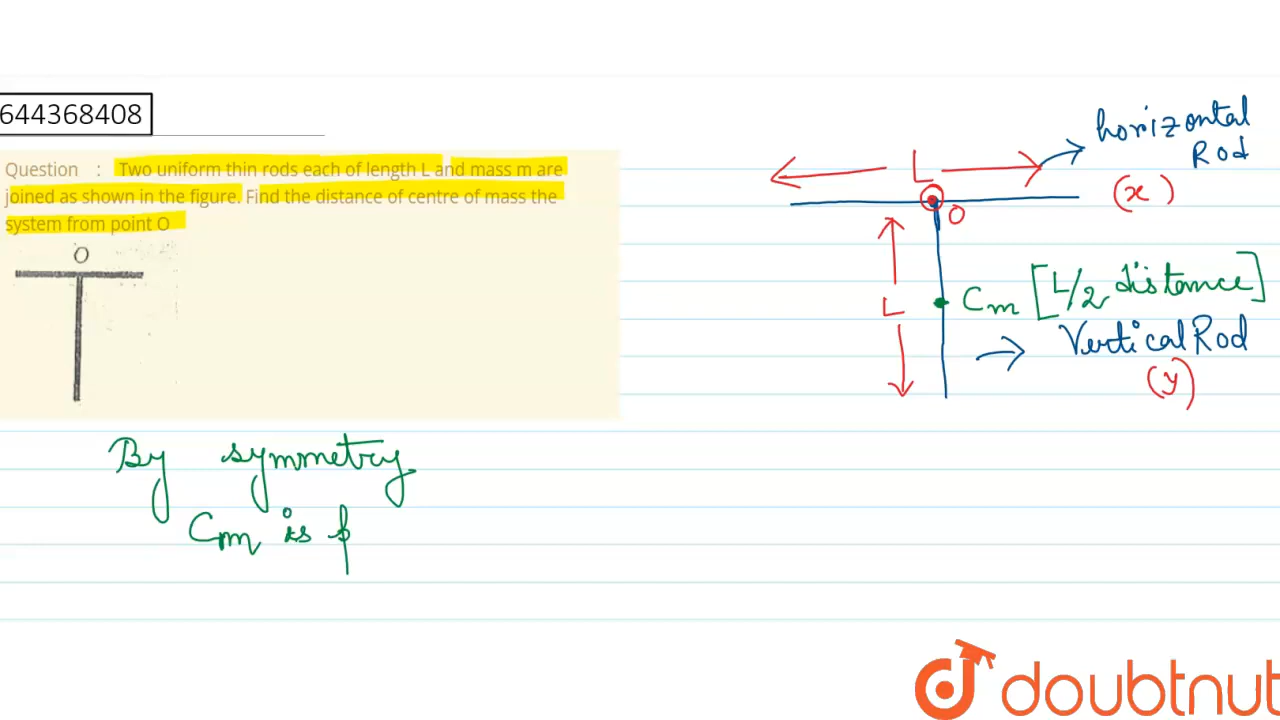 644368408
Question : Two uniform thin rods each of length L and mass m are
joined as shown in the figure. Find the distance of centre of mass the
system from point O
O
horizontal
Rod
(x)
L
O
L
Cm [L/2 distance]
Vertical Rod
(y)
By symmetry
Cm is p
doubtnut